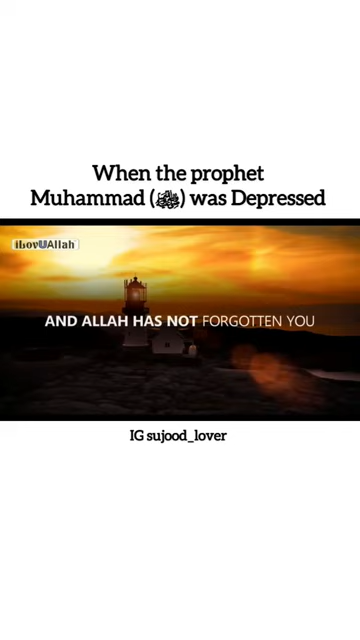 When the prophet
Muhammad (ﷺ) was Depressed
iLovUAllah
AND ALLAH HAS NOT FORGOTTEN YOU
IG sujood_lover